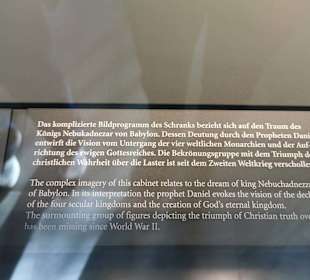 Das komplizierte Bildprogramm des Schranks bezieht sich auf den Traum des
Königs Nebukadnezar von Babylon. Dessen Deutung durch den Propheten Dani
entwirft die Vision vom Untergang der vier weltlichen Monarchien und der Auf-
richtung des ewigen Gottesreiches. Die Bekrönungsgruppe mit dem Triumph d
christlichen Wahrheit über die Laster ist seit dem Zweiten Weltkrieg verscholle
The complex imagery of this cabinet relates to the dream of king Nebuchadnezz
of Babylon. In its interpretation the prophet Daniel evokes the vision of the decl
of the four secular kingdoms and the creation of God's eternal kingdom.
The surmounting group of figures depicting the triumph of Christian truth ove
has been missing since World War II.